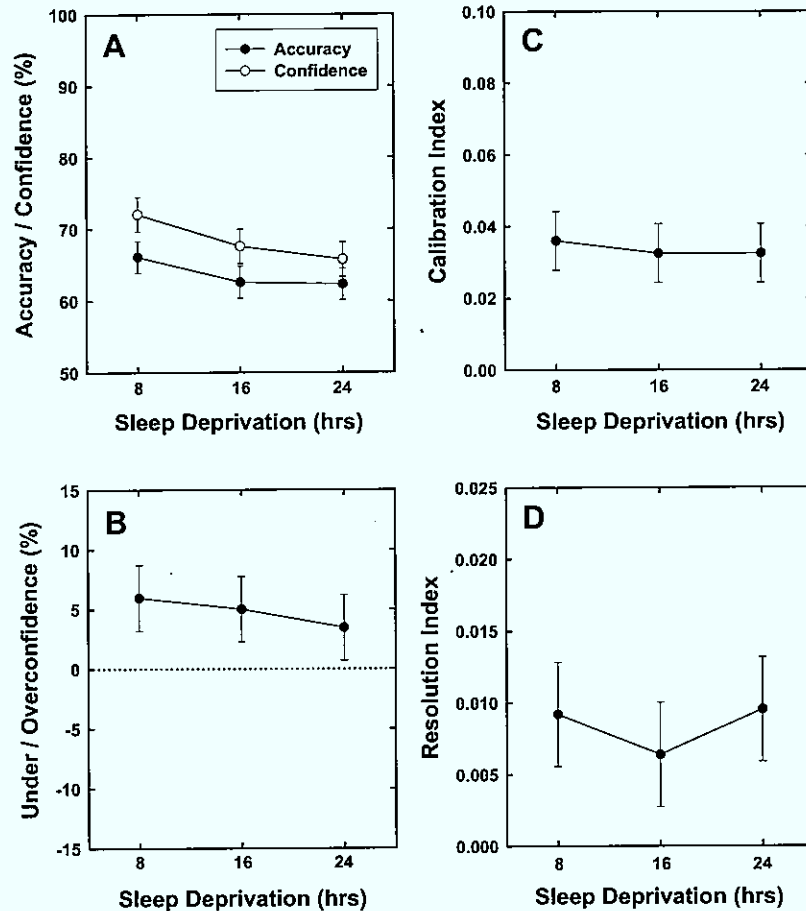 A
Accuracy
Confidence
Accuracy / Confidence (%)
100
90
80
70
60
50
8 16 24
Sleep Deprivation (hrs)
C
Calibration Index
0.10
0.08
0.06
0.04
0.02
0.00
8 16 24
Sleep Deprivation (hrs)
B
Under / Overconfidence (%)
15
10
5
0
-5
-10
-15
8 16 24
Sleep Deprivation (hrs)
D
Resolution Index
0.025
0.020
0.015
0.010
0.005
0.000
8 16 24
Sleep Deprivation (hrs)